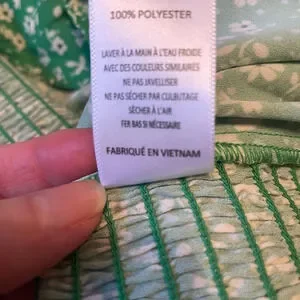 100% POLYESTER
LAVER À LA MAIN À L'EAU FROIDE
AVEC DES COULEURS SIMILAIRES
NE PAS JAVELLISER
NE PAS SÉCHER PAR CULBUTAGE
SÉCHER À L'AIR
FER BAS SI NÉCESSAIRE
FABRIQUÉ EN VIETNAM